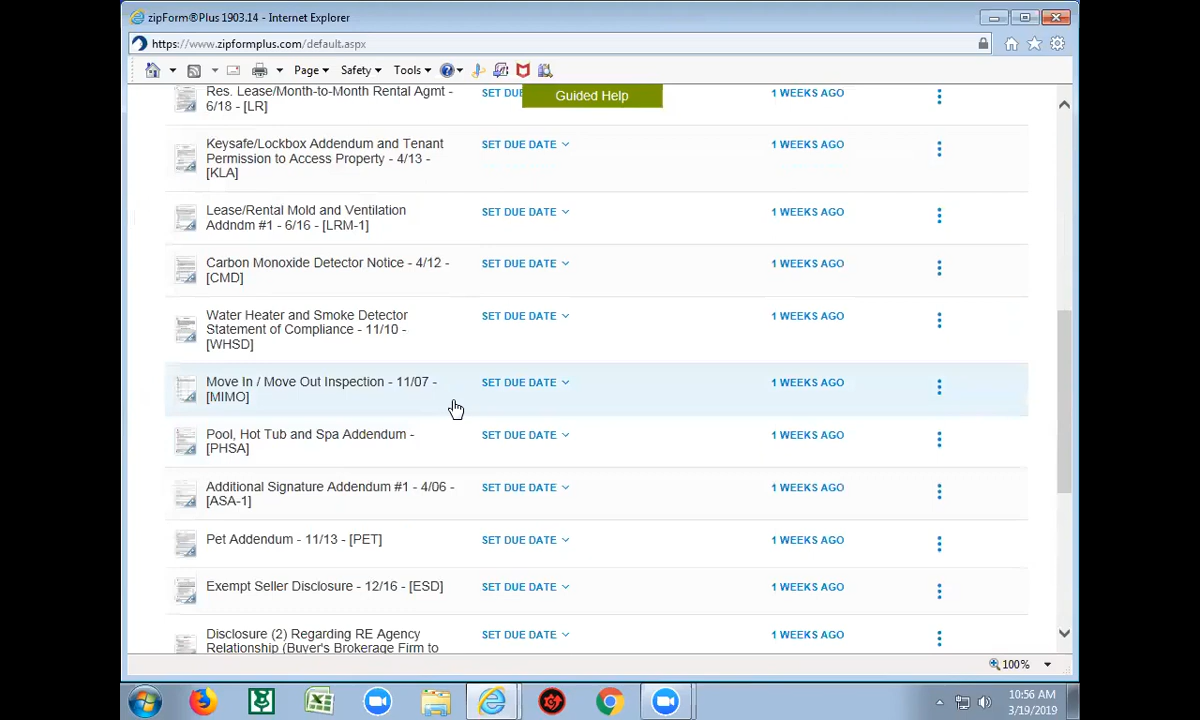 zipForm®Plus 1903.14 - Internet Explorer
https://www.zipformplus.com/default.aspx
Page Safety Tools
Guided Help
Res. Lease/Month-to-Month Rental Agmt - SET DUE 1 WEEKS AGO
6/18 - [LR]
Keysafe/Lockbox Addendum and Tenant SET DUE DATE 1 WEEKS AGO
Permission to Access Property - 4/13 -
[KLA]
Lease/Rental Mold and Ventilation SET DUE DATE 1 WEEKS AGO
Addndm #1 - 6/16 - [LRM-1]
Carbon Monoxide Detector Notice - 4/12 - SET DUE DATE 1 WEEKS AGO
[CMD]
Water Heater and Smoke Detector SET DUE DATE 1 WEEKS AGO
Statement of Compliance - 11/10 -
[WHSD]
Move In / Move Out Inspection - 11/07 - SET DUE DATE 1 WEEKS AGO
[MIMO]
Pool, Hot Tub and Spa Addendum - SET DUE DATE 1 WEEKS AGO
[PHSA]
Additional Signature Addendum #1 - 4/06 - SET DUE DATE 1 WEEKS AGO
[ASA-1]
Pet Addendum - 11/13 - [PET] SET DUE DATE 1 WEEKS AGO
Exempt Seller Disclosure - 12/16 - [ESD] SET DUE DATE 1 WEEKS AGO
Disclosure (2) Regarding RE Agency SET DUE DATE 1 WEEKS AGO
Relationship (Buyer's Brokerage Firm to
100%
10:56 AM
3/19/2019